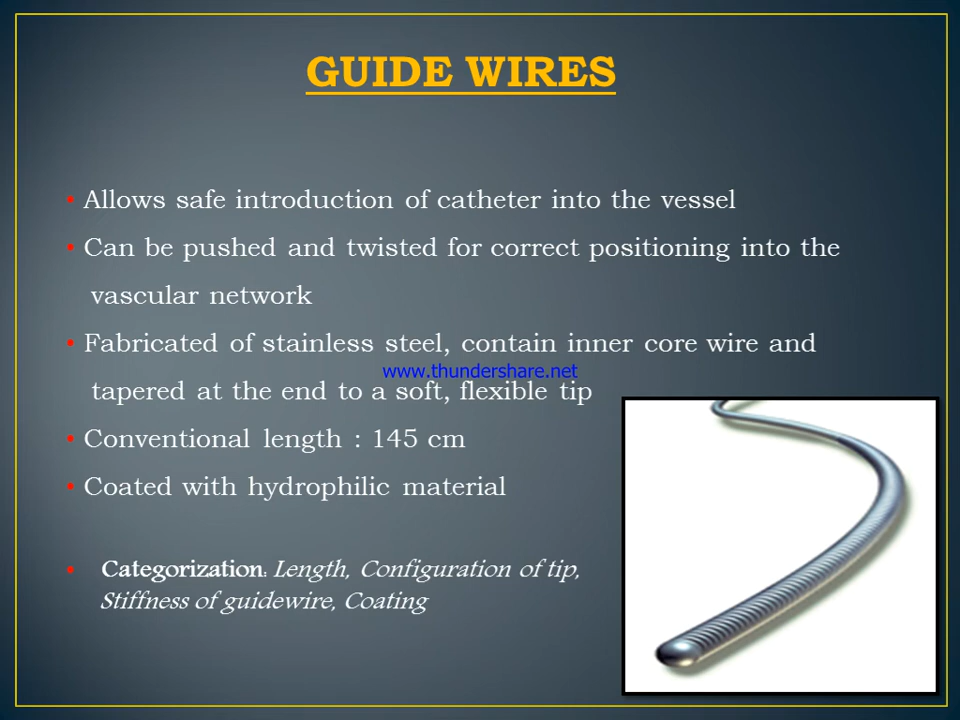 GUIDE WIRES
• Allows safe introduction of catheter into the vessel
• Can be pushed and twisted for correct positioning into the
vascular network
• Fabricated of stainless steel, contain inner core wire and
www.thundershare.net
tapered at the end to a soft, flexible tip
• Conventional length : 145 cm
• Coated with hydrophilic material
• Categorization: Length, Configuration of tip,
Stiffness of guidewire, Coating